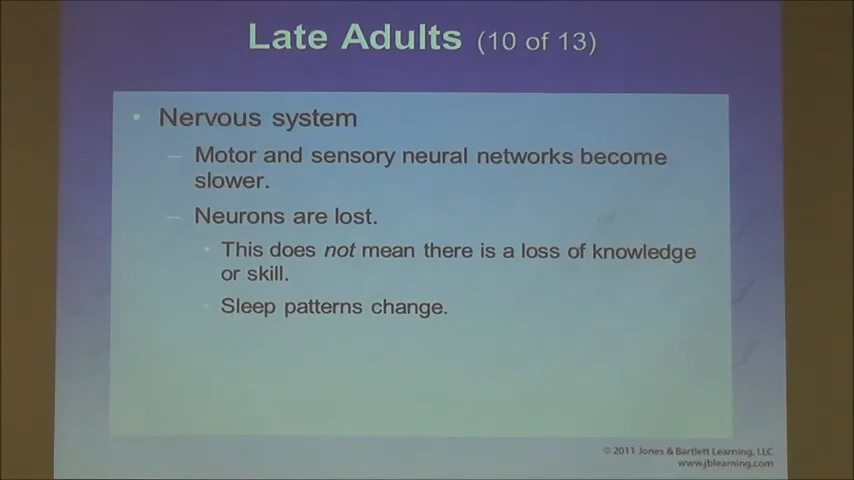 Late Adults (10 of 13)
• Nervous system
– Motor and sensory neural networks become
slower.
– Neurons are lost.
• This does not mean there is a loss of knowledge
or skill.
• Sleep patterns change.
© 2011 Jones & Bartlett Learning, LLC
www.jblearning.com